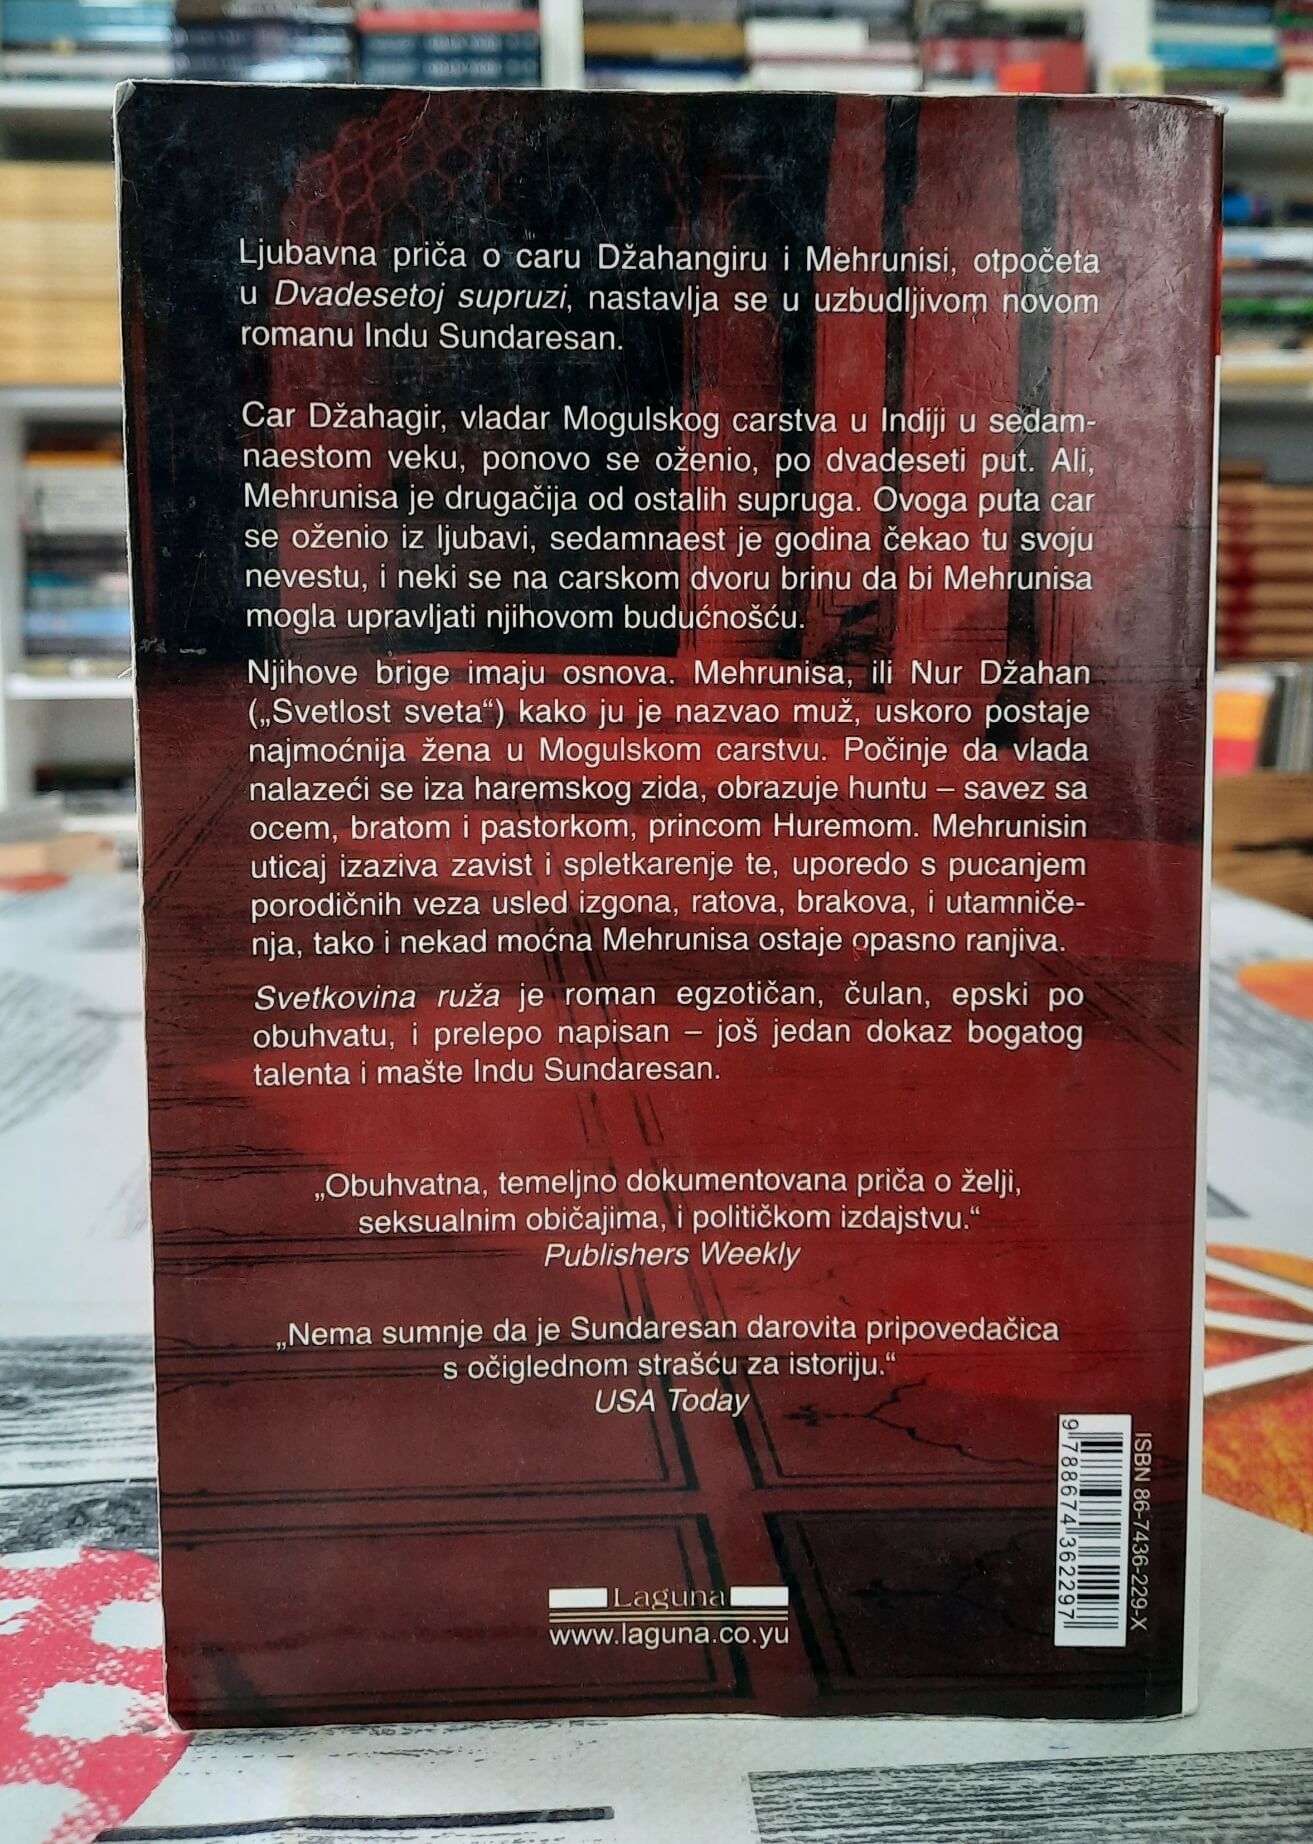 Ljubavna priča o caru Džahangiru i Mehrunisi, otpočeta
u Dvadesetoj supruzi, nastavlja se u uzbudljivom novom
romanu Indu Sundaresan.
Car Džahagir, vladar Mogulskog carstva u Indiji u sedam-
naestom veku, ponovo se oženio, po dvadeseti put. Ali,
Mehrunisa je drugačija od ostalih supruga. Ovoga puta car
se oženio iz ljubavi, sedamnaest je godina čekao tu svoju
nevestu, i neki se na carskom dvoru brinu da bi Mehrunisa
mogla upravljati njihovom budućnošću.
Njihove brige imaju osnova. Mehrunisa, ili Nur Džahan
(„Svetlost sveta“) kako ju je nazvao muž, uskoro postaje
najmoćnija žena u Mogulskom carstvu. Počinje da vlada
nalazeći se iza haremskog zida, obrazuje huntu – savez sa
ocem, bratom i pastorkom, princom Huremom. Mehrunisin
uticaj izaziva zavist i spletkarenje te, uporedo s pucanjem
porodičnih veza usled izgona, ratova, brakova, i utamniče-
nja, tako i nekad moćna Mehrunisa ostaje opasno ranjiva.
Svetkovina ruža je roman egzotičan, čulan, epski po
obuhvatu, i prelepo napisan – još jedan dokaz bogatog
talenta i mašte Indu Sundaresan.
„Obuhvatna, temeljno dokumentovana priča o želji,
seksualnim običajima, i političkom izdajstvu.“
Publishers Weekly
„Nema sumnje da je Sundaresan darovita pripovedačica
s očiglednom strašću za istoriju.“
USA Today
ISBN 86-7436-229-X
9 788674 362297
Laguna
www.laguna.co.yu